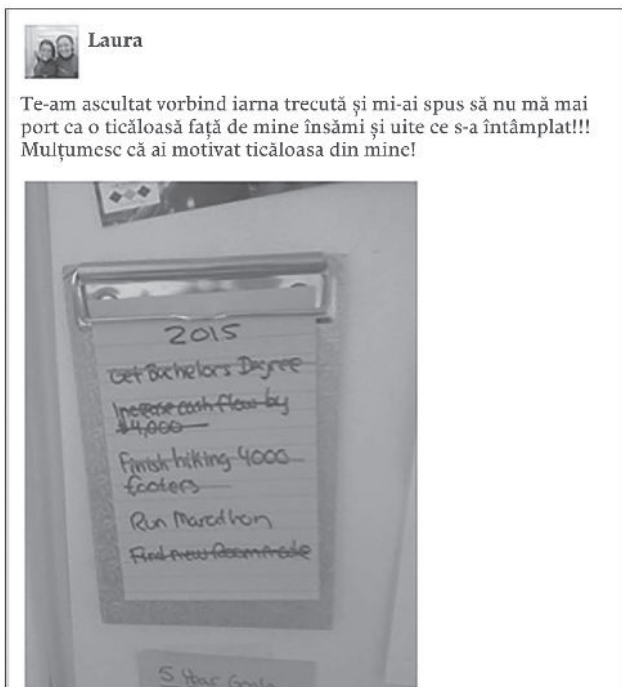 Laura
Te-am ascultat vorbind iarna trecută și mi-ai spus să nu mă mai
port ca o ticăloasă față de mine însămi și uite ce s-a întâmplat!!!
Mulțumesc că ai motivat ticăloasa din mine!
2015
Get Bachelors Degree
Increase cash flow by
$4,000
Finish hiking 4000
footers
Run Marathon
Find new Roommate
5 Year Goals